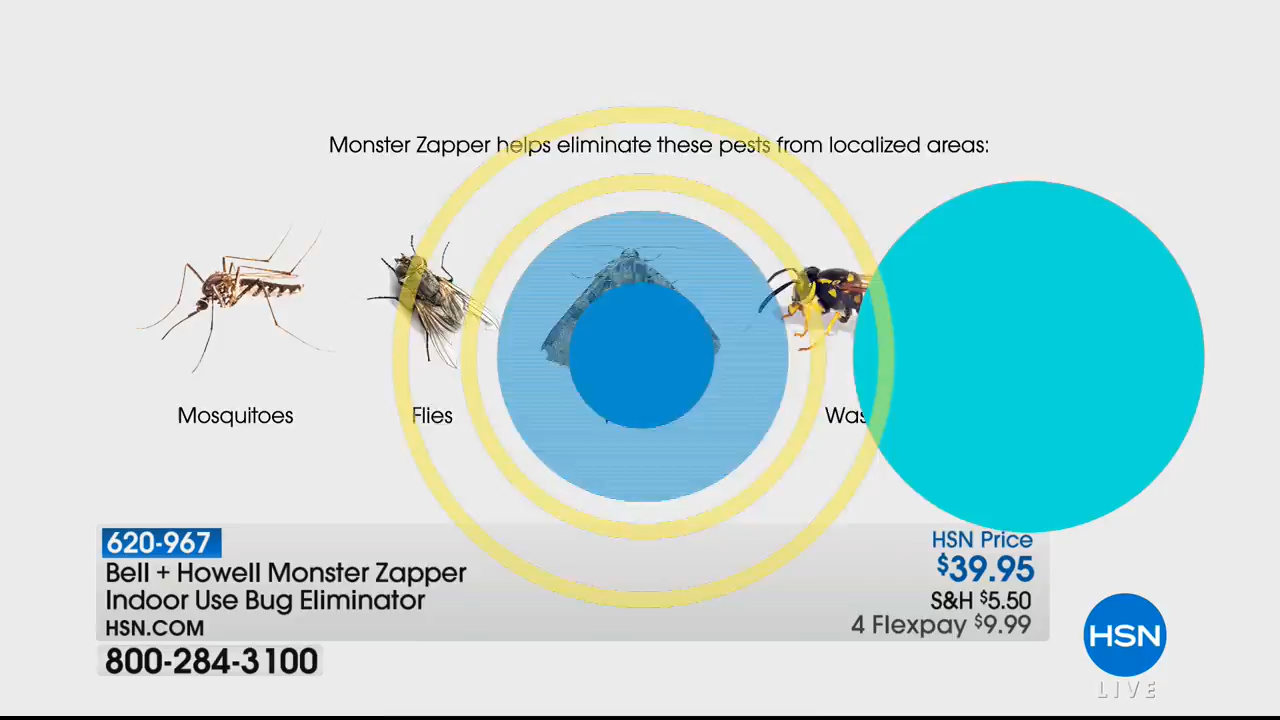 Monster Zapper helps eliminate these pests from localized areas:
Mosquitoes
Flies
620-967
Bell + Howell Monster Zapper
Indoor Use Bug Eliminator
HSN.COM
800-284-3100
HSN Price
$39.95
S&H $5.50
4 Flexpay $9.99
HSN
LIVE